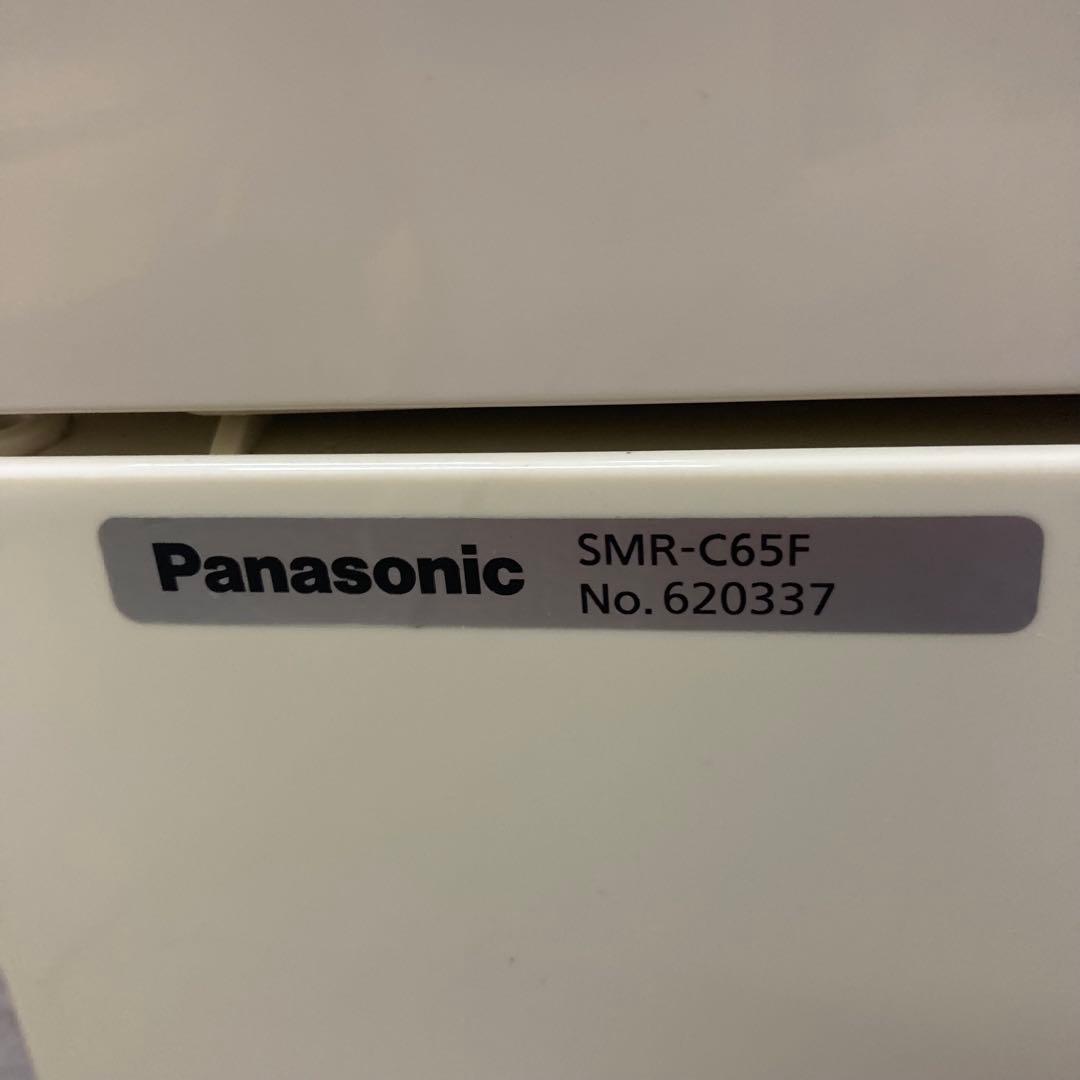 Panasonic
SMR-C65F
No. 620337